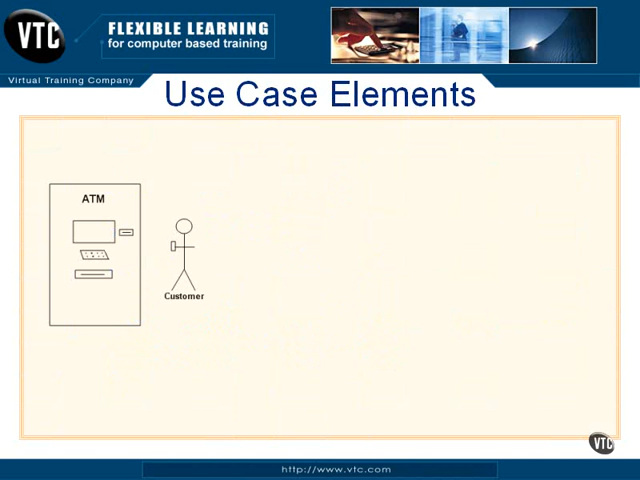 VTC
FLEXIBLE LEARNING
for computer based training
Virtual Training Company
Use Case Elements
ATM
Customer
VTC
http://www.vtc.com